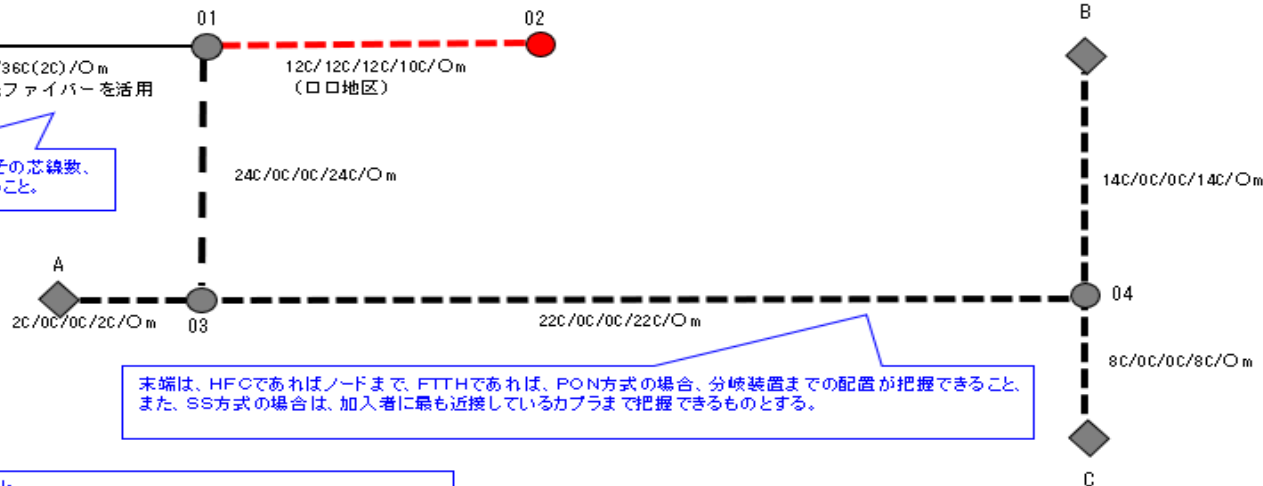 01
02
B
/36C(2C)/〇m
ファイバーを活用
12C/12C/12C/10C/〇m
(ロロ地区)
その芯線数、
こと。
24C/0C/0C/24C/〇m
14C/0C/0C/14C/〇m
A
04
2C/0C/0C/2C/〇m
03
22C/0C/0C/22C/〇m
8C/0C/0C/8C/〇m
末端は、HFCであればノードまで、FTTHであれば、PON方式の場合、分岐装置までの配置が把握できること、
また、SS方式の場合は、加入者に最も近接しているカプラまで把握できるものとする。
C